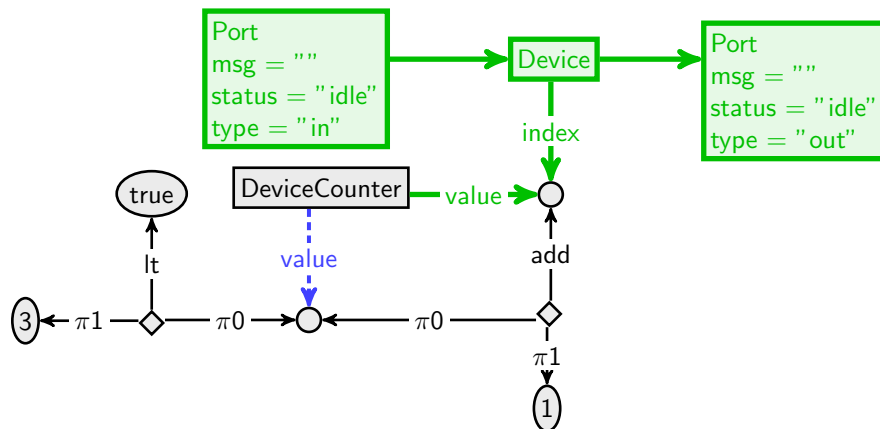 Port
msg = ""
status = "idle"
type = "in"
Device
Port
msg = ""
status = "idle"
type = "out"
index
true
DeviceCounter
value
lt
value
add
3
π1
π0
π0
π1
1